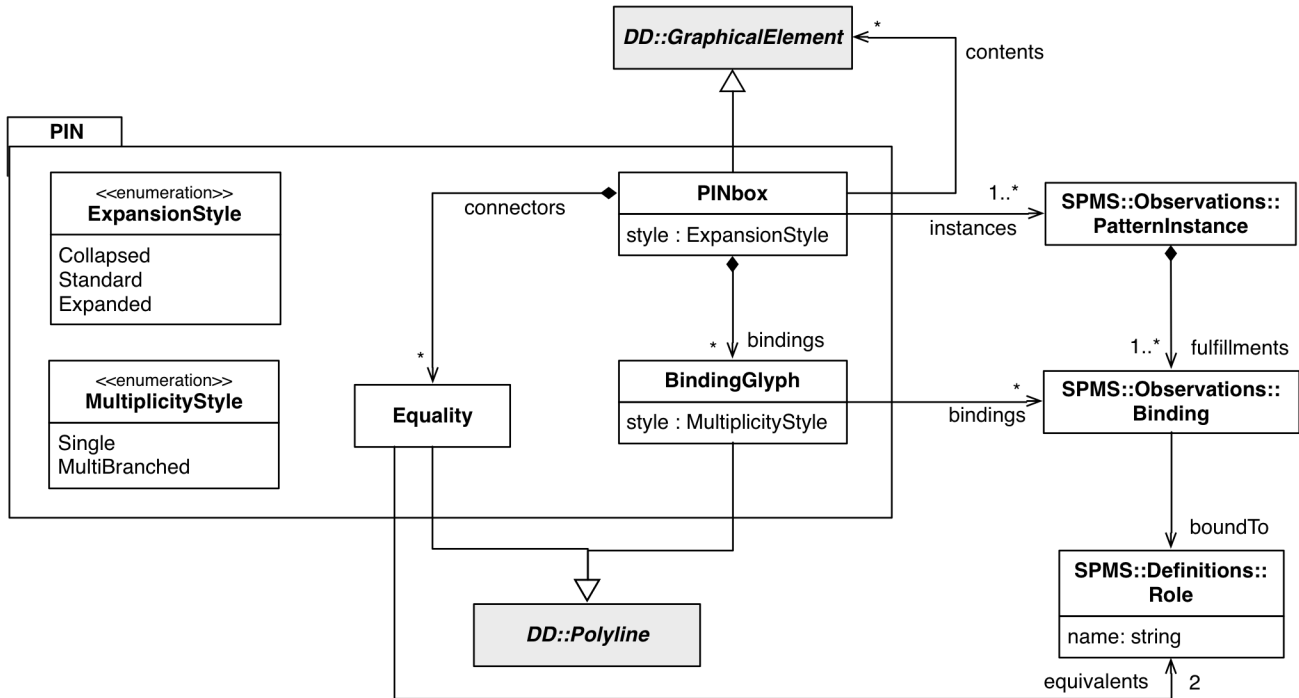 DD::GraphicalElement
*
contents
PIN
<<enumeration>>
ExpansionStyle
Collapsed
Standard
Expanded
connectors
PINbox
style : ExpansionStyle
1..*
instances
SPMS::Observations::
PatternInstance
*
* bindings
1..* fulfillments
<<enumeration>>
MultiplicityStyle
Single
MultiBranched
Equality
BindingGlyph
style : MultiplicityStyle
*
bindings
SPMS::Observations::
Binding
boundTo
SPMS::Definitions::
Role
name: string
DD::Polyline
equivalents 2